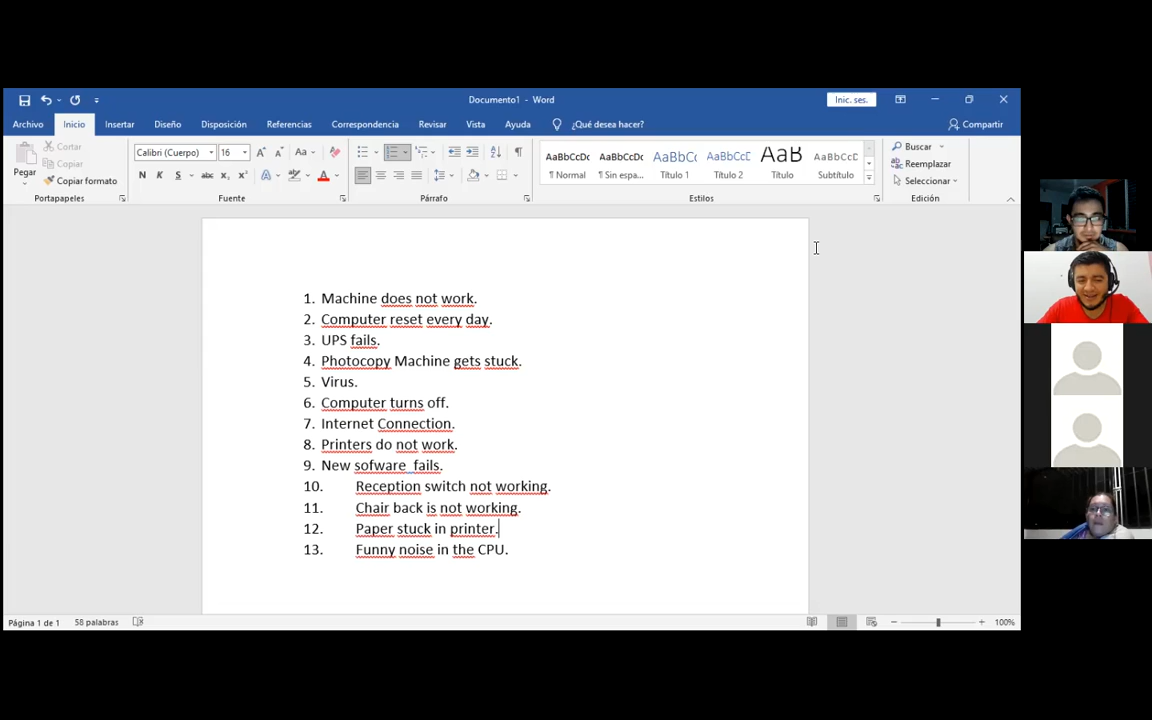 Documento1 - Word
Inic. ses.
Archivo Inicio Insertar Diseño Disposición Referencias Correspondencia Revisar Vista Ayuda ¿Qué desea hacer? Compartir
Pegar
Cortar
Copiar
Copiar formato
Portapapeles
Calibri (Cuerpo) 16
N K S abc x₂ x²
Fuente
Párrafo
AaBbCcDc AaBbCcDc AaBbCc AaBbCcD AaB AaBbCcD
¶ Normal ¶ Sin espa... Título 1 Título 2 Título Subtítulo
Estilos
Buscar
Reemplazar
Seleccionar
Edición
1. Machine does not work.
2. Computer reset every day.
3. UPS fails.
4. Photocopy Machine gets stuck.
5. Virus.
6. Computer turns off.
7. Internet Connection.
8. Printers do not work.
9. New sofware fails.
10. Reception switch not working.
11. Chair back is not working.
12. Paper stuck in printer.
13. Funny noise in the CPU.
Página 1 de 1 58 palabras 100%